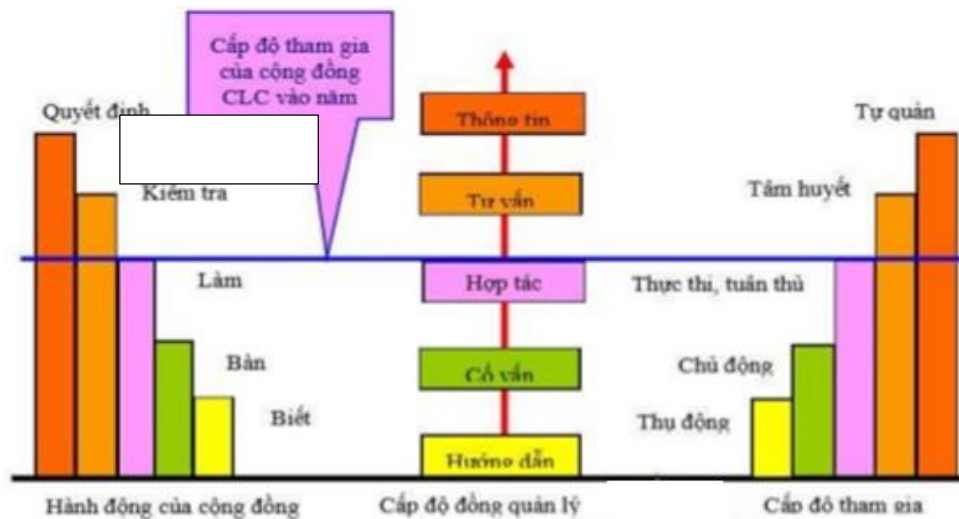 Cấp độ tham gia
của cộng đồng
CLC vào năm
Quyết định
Kiểm tra
Làm
Bàn
Biết
Thông tin
Tư vấn
Hợp tác
Cố vấn
Hướng dẫn
Tự quản
Tâm huyết
Thực thi, tuân thủ
Chủ động
Thụ động
Hành động của cộng đồng
Cấp độ đồng quản lý
Cấp độ tham gia